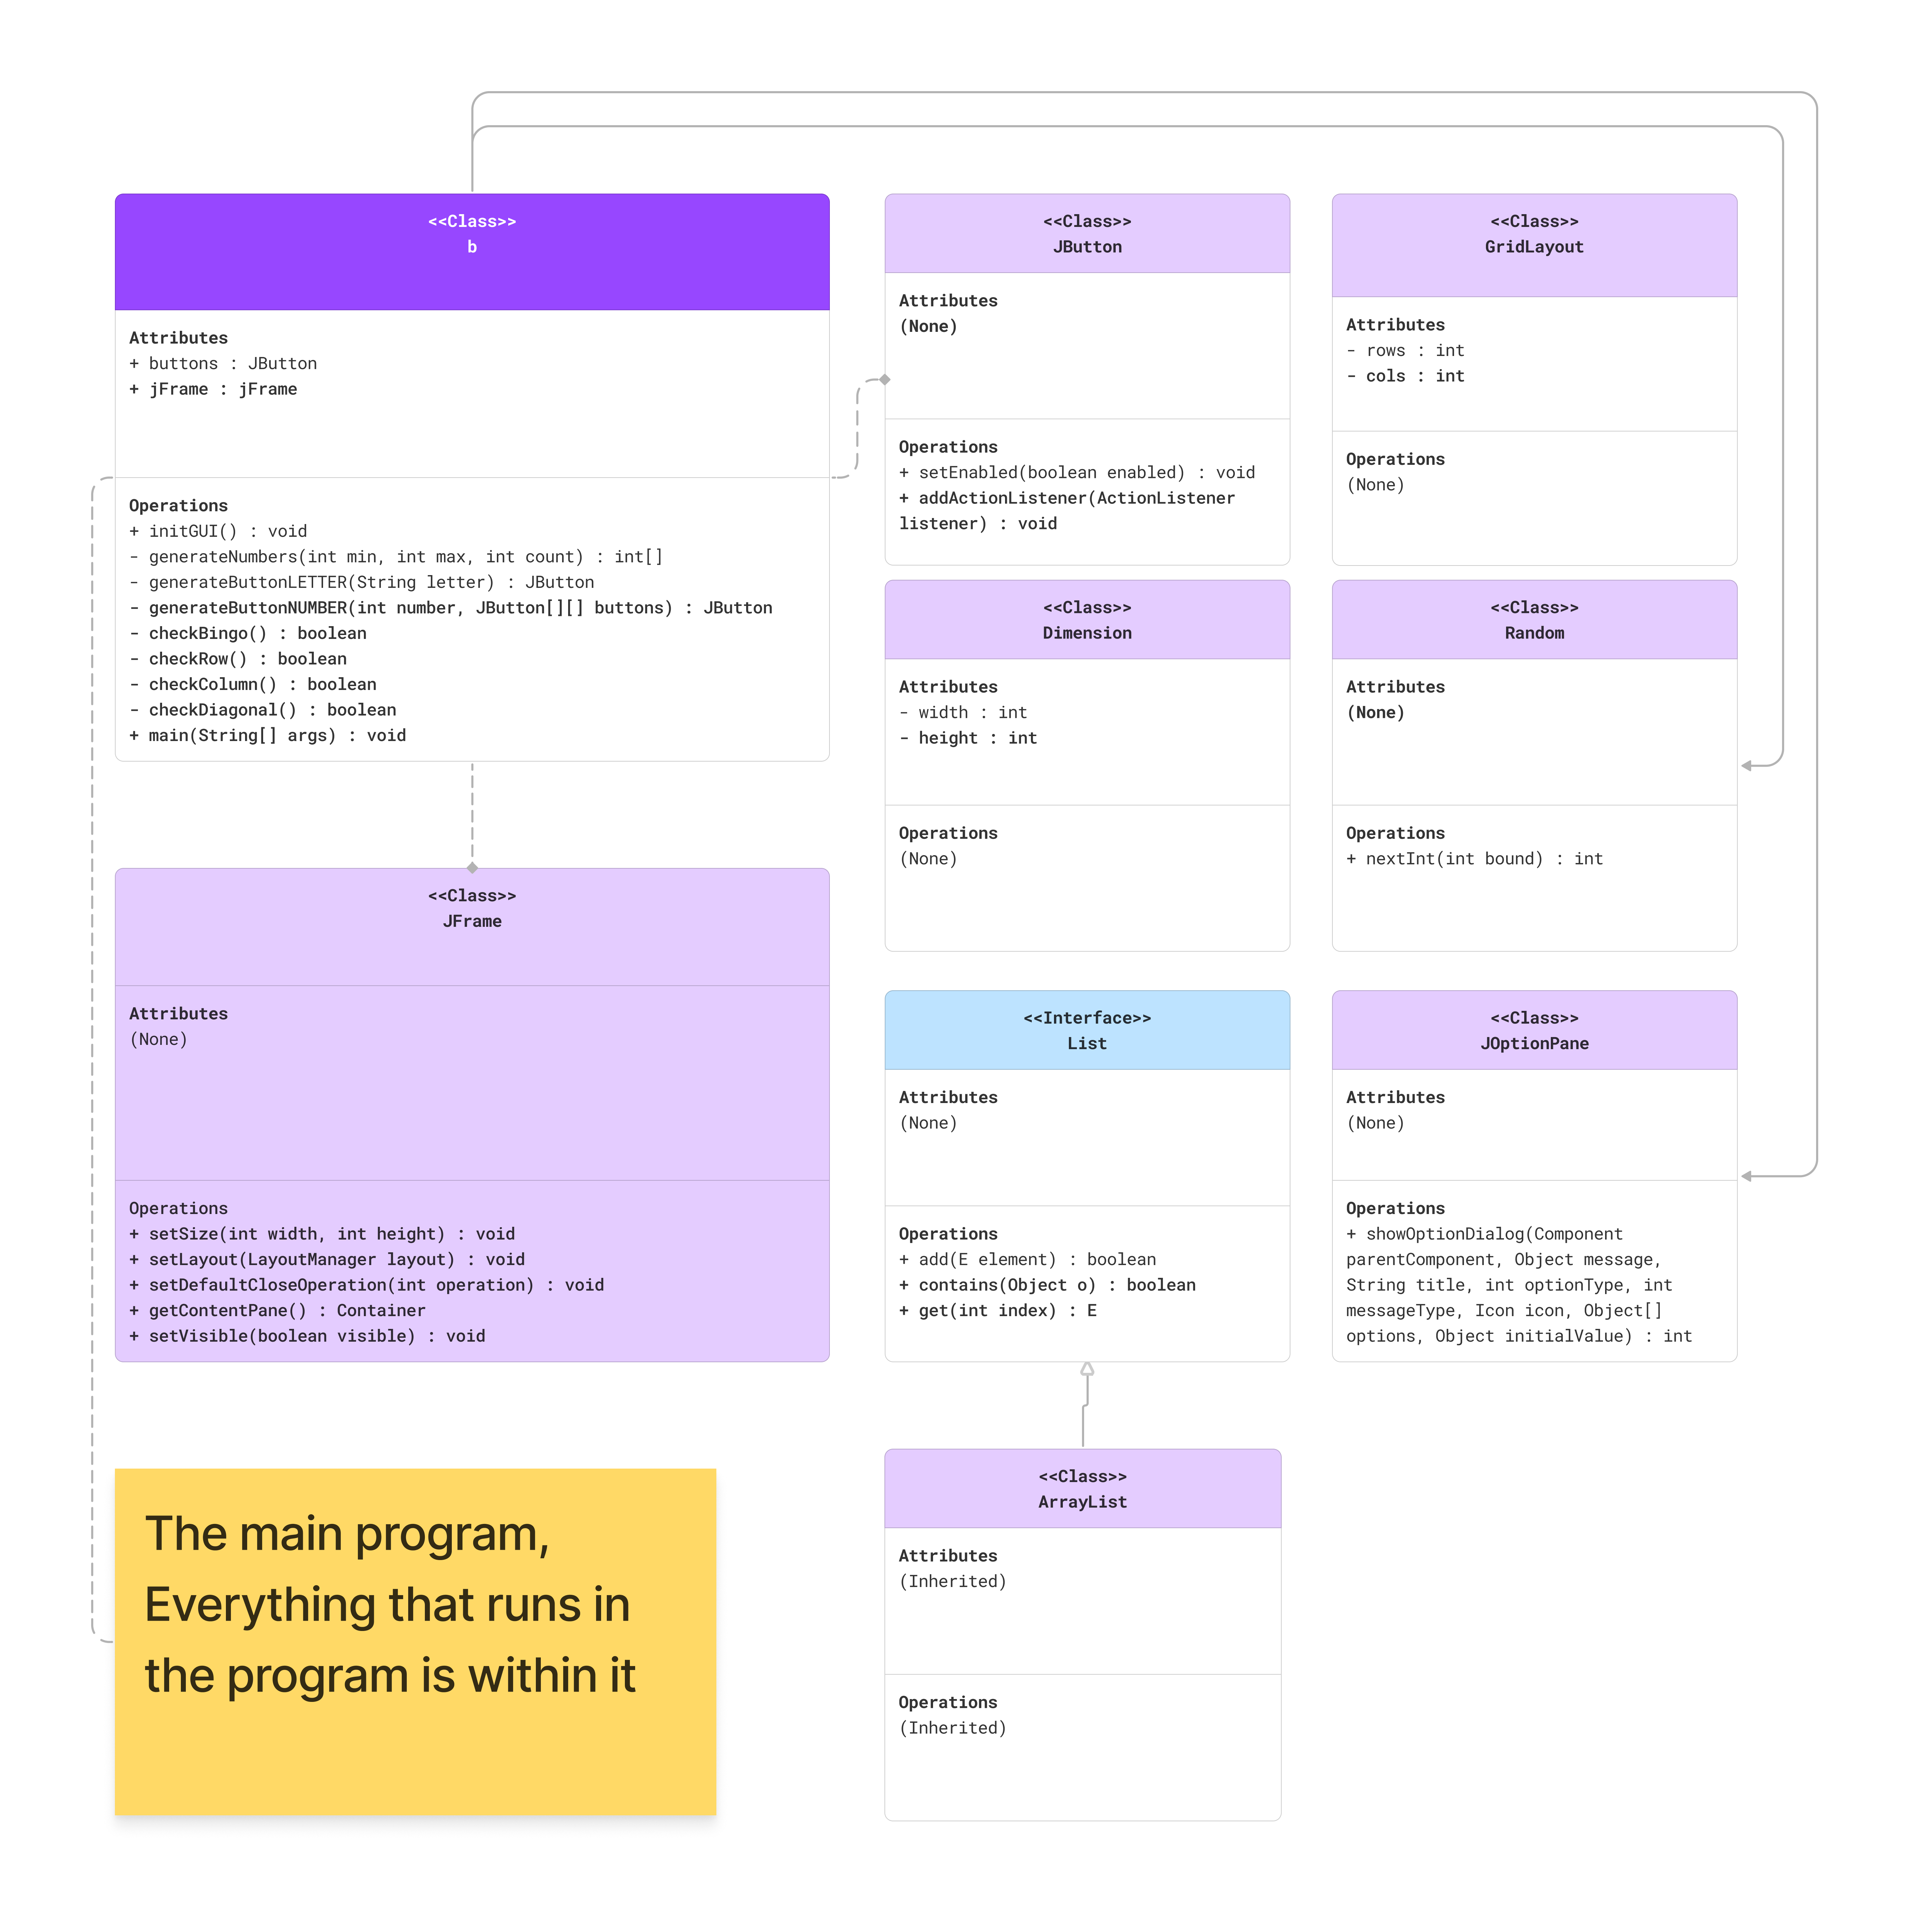 <<Class>>
b
Attributes
+ buttons : JButton
+ jFrame : jFrame
Operations
+ initGUI() : void
- generateNumbers(int min, int max, int count) : int[]
- generateButtonLETTER(String letter) : JButton
- generateButtonNUMBER(int number, JButton[][] buttons) : JButton
- checkBingo() : boolean
- checkRow() : boolean
- checkColumn() : boolean
- checkDiagonal() : boolean
+ main(String[] args) : void
<<Class>>
JButton
Attributes
(None)
Operations
+ setEnabled(boolean enabled) : void
+ addActionListener(ActionListener
listener) : void
<<Class>>
GridLayout
Attributes
- rows : int
- cols : int
Operations
(None)
<<Class>>
Dimension
Attributes
- width : int
- height : int
Operations
(None)
<<Class>>
Random
Attributes
(None)
Operations
+ nextInt(int bound) : int
<<Class>>
JFrame
Attributes
(None)
Operations
+ setSize(int width, int height) : void
+ setLayout(LayoutManager layout) : void
+ setDefaultCloseOperation(int operation) : void
+ getContentPane() : Container
+ setVisible(boolean visible) : void
<<Interface>>
List
Attributes
(None)
Operations
+ add(E element) : boolean
+ contains(Object o) : boolean
+ get(int index) : E
<<Class>>
JOptionPane
Attributes
(None)
Operations
+ showOptionDialog(Component
parentComponent, Object message,
String title, int optionType, int
messageType, Icon icon, Object[]
options, Object initialValue) : int
The main program,
Everything that runs in
the program is within it
<<Class>>
ArrayList
Attributes
(Inherited)
Operations
(Inherited)